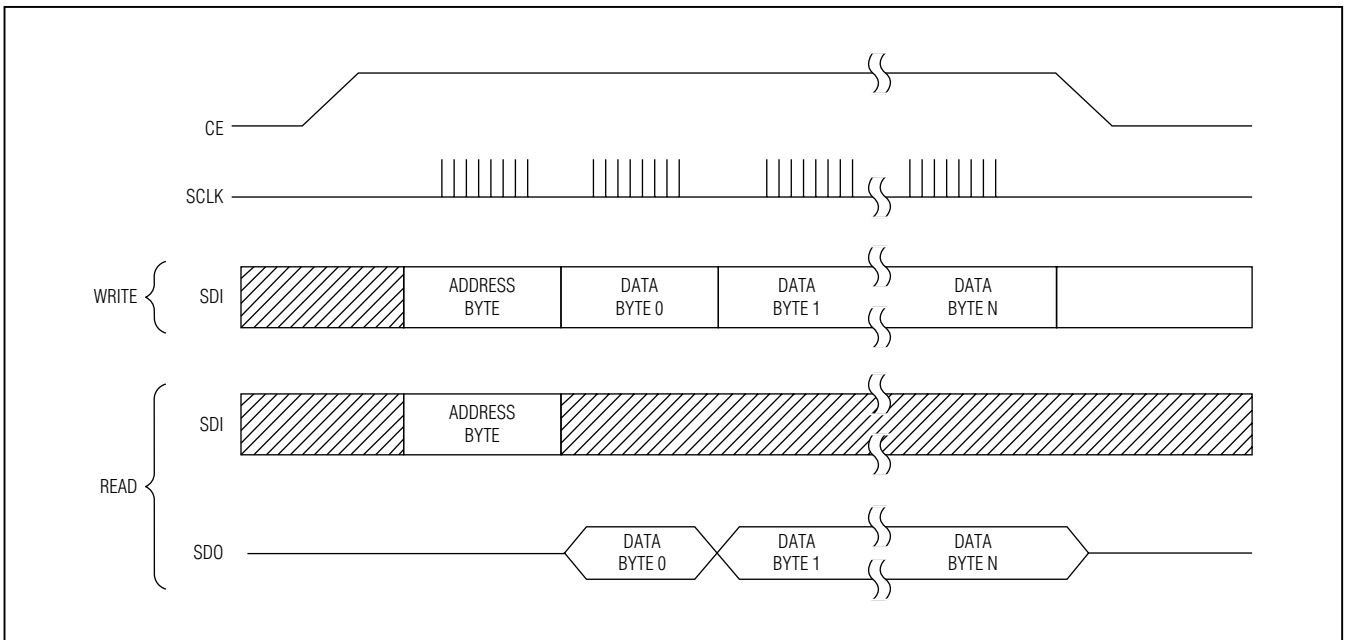 CE
SCLK
WRITE
SDI
ADDRESS
BYTE
DATA
BYTE 0
DATA
BYTE 1
DATA
BYTE N
READ
SDI
ADDRESS
BYTE
SDO
DATA
BYTE 0
DATA
BYTE 1
DATA
BYTE N